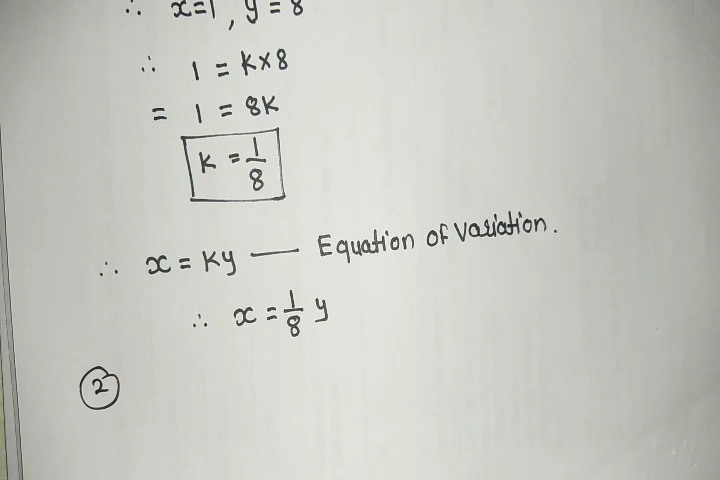 ∴ x=1, y = 8
∴ 1 = K×8
= 1 = 8K
K = 1/8
∴ x = Ky — Equation of Variation.
∴ x = 1/8 y
②